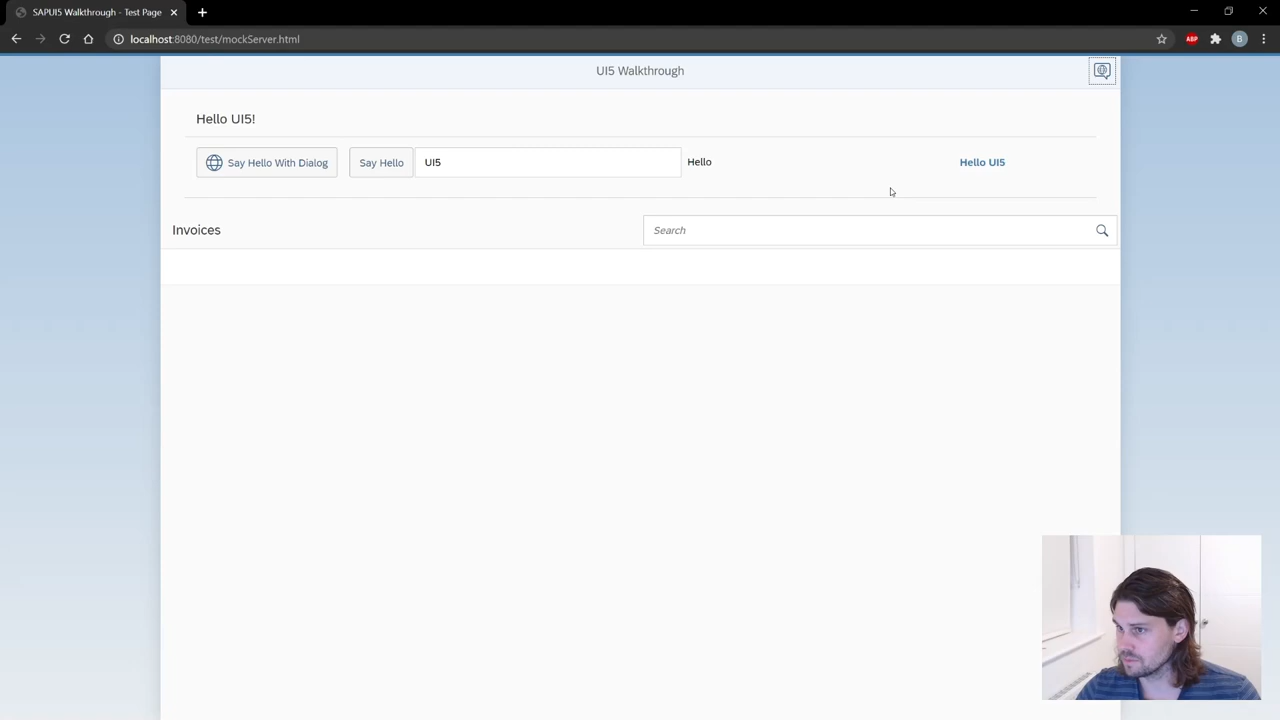 SAPUI5 Walkthrough - Test Page
localhost:8080/test/mockServer.html
ABP
B
UI5 Walkthrough
Hello UI5!
Say Hello With Dialog
Say Hello
UI5
Hello
Hello UI5
Invoices
Search